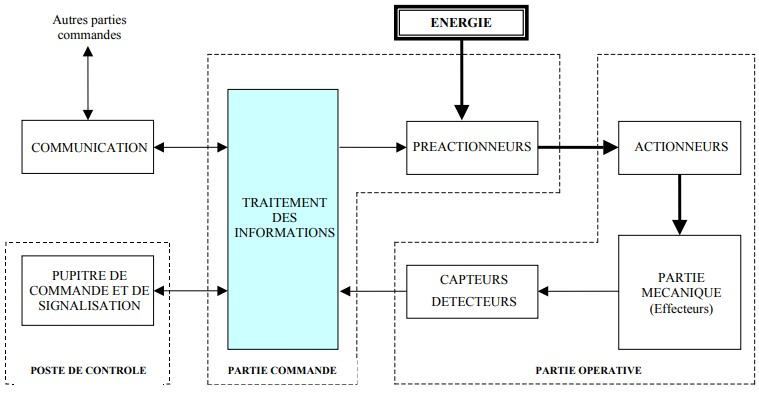 Autres parties
commandes
ENERGIE
COMMUNICATION
PREACTIONNEURS
ACTIONNEURS
TRAITEMENT
DES
INFORMATIONS
PUPITRE DE
COMMANDE ET DE
SIGNALISATION
CAPTEURS
DETECTEURS
PARTIE
MECANIQUE
(Effecteurs)
POSTE DE CONTROLE
PARTIE COMMANDE
PARTIE OPERATIVE